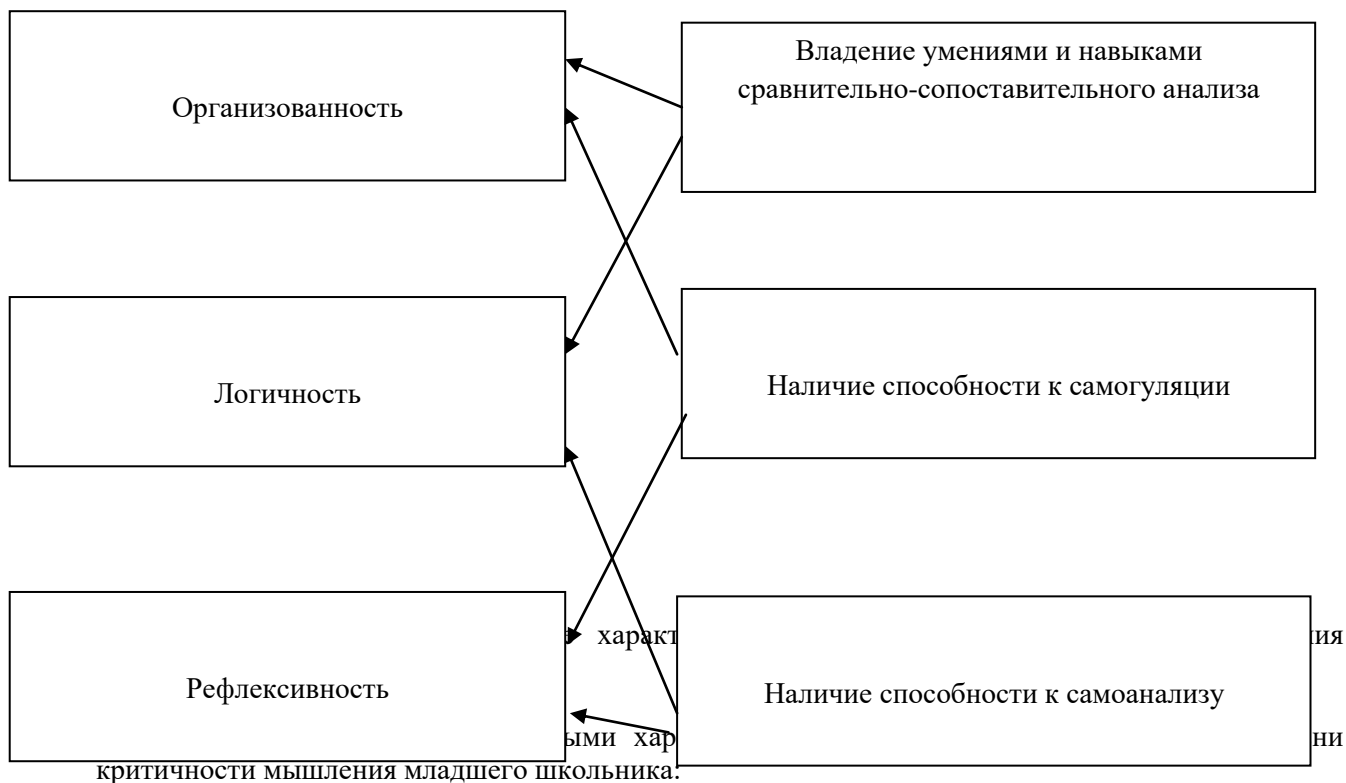 Организованность
Владение умениями и навыками
сравнительно-сопоставительного анализа
Логичность
Наличие способности к самогуляции
Рефлексивность
Наличие способности к самоанализу
критичности мышления младшего школьника.